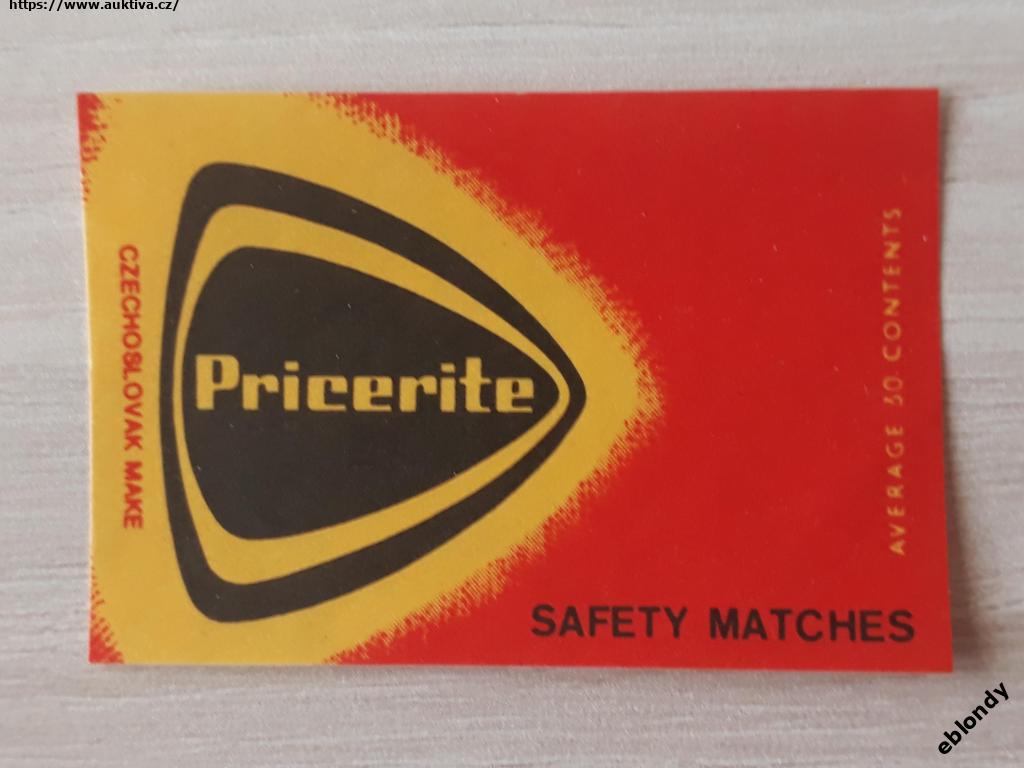 https://www.auktiva.cz/
CZECHOSLOVAK MAKE
Pricerite
AVERAGE 50 CONTENTS
SAFETY MATCHES
eblondy